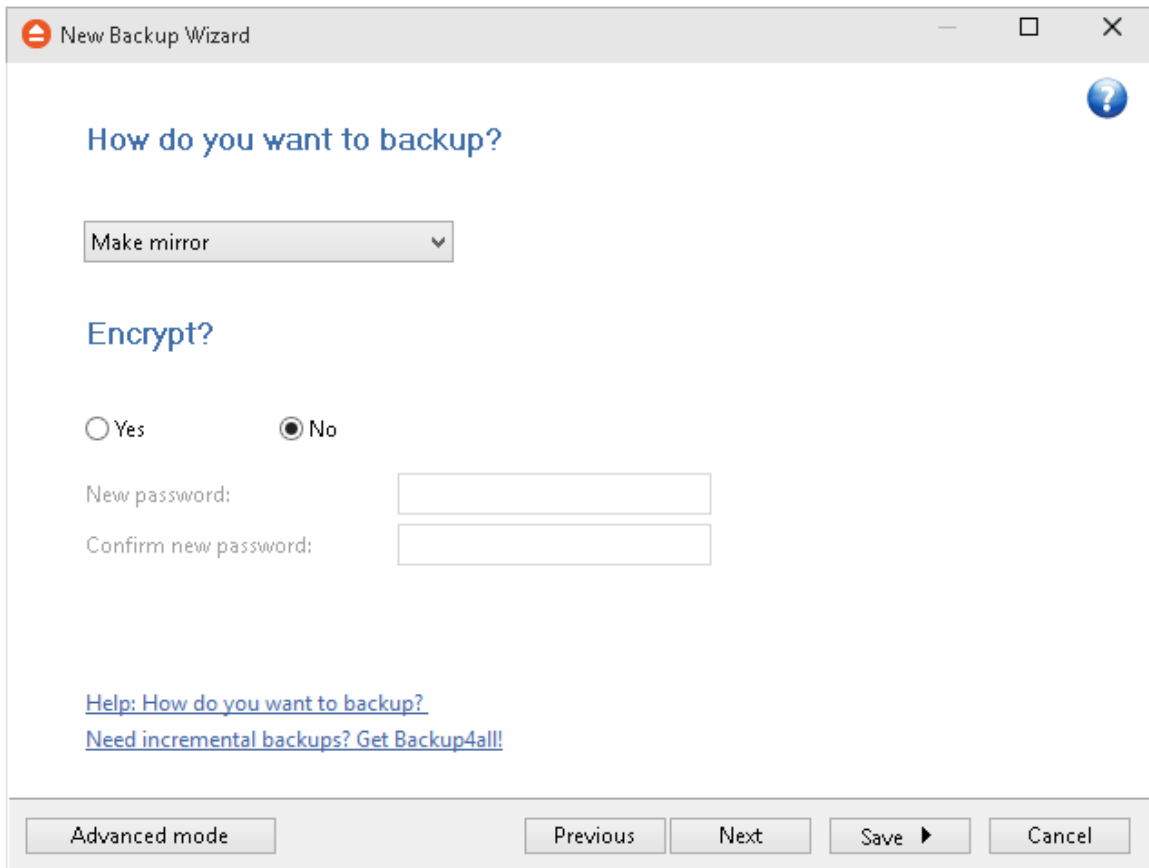 New Backup Wizard
?
How do you want to backup?
Make mirror
Encrypt?
Yes No
New password:
Confirm new password:
Help: How do you want to backup?
Need incremental backups? Get Backup4all!
Advanced mode Previous Next Save Cancel